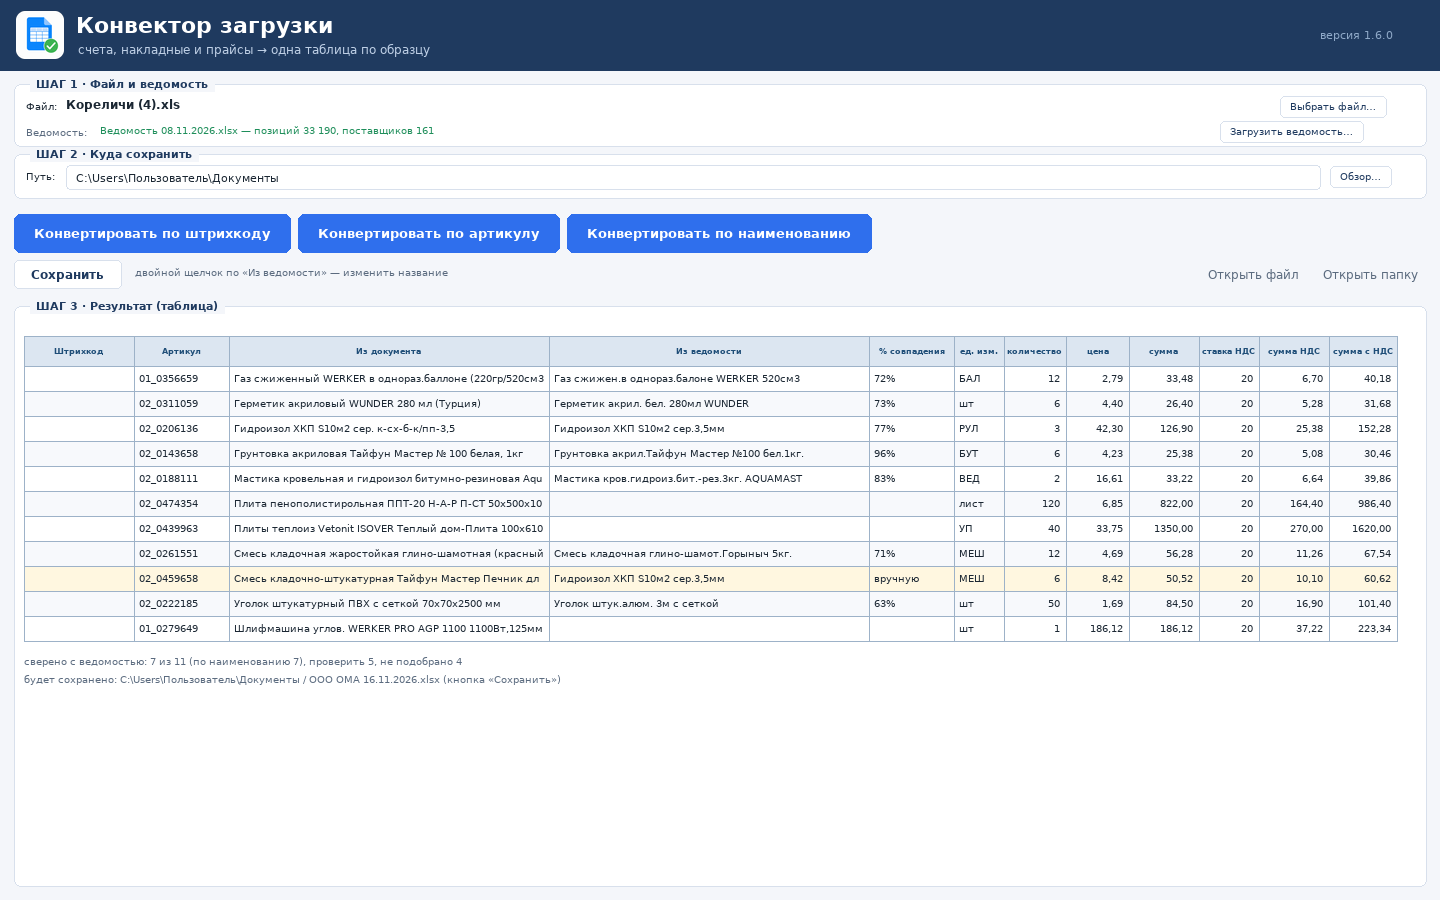 Конвектор загрузки
счета, накладные и прайсы → одна таблица по образцу
версия 1.6.0
ШАГ 1 · Файл и ведомость
Файл: Кореличи (4).xls Выбрать файл...
Ведомость: Ведомость 08.11.2026.xlsx — позиций 33 190, поставщиков 161 Загрузить ведомость...
ШАГ 2 · Куда сохранить
Путь: C:\Users\Пользователь\Документы Обзор...
Конвертировать по штрихкоду Конвертировать по артикулу Конвертировать по наименованию
Сохранить двойной щелчок по «Из ведомости» — изменить название Открыть файл Открыть папку
ШАГ 3 · Результат (таблица)
Штрихкод Артикул Из документа Из ведомости % совпадения ед. изм. количество цена сумма ставка НДС сумма НДС сумма с НДС
01_0356659 Газ сжиженный WERKER в однораз.баллоне (220гр/520см3 Газ сжижен.в однораз.балоне WERKER 520см3 72% БАЛ 12 2,79 33,48 20 6,70 40,18
02_0311059 Герметик акриловый WUNDER 280 мл (Турция) Герметик акрил. бел. 280мл WUNDER 73% шт 6 4,40 26,40 20 5,28 31,68
02_0206136 Гидроизол ХКП S10м2 сер. к-сх-б-к/пп-3,5 Гидроизол ХКП S10м2 сер.3,5мм 77% РУЛ 3 42,30 126,90 20 25,38 152,28
02_0143658 Грунтовка акриловая Тайфун Мастер № 100 белая, 1кг Грунтовка акрил.Тайфун Мастер №100 бел.1кг. 96% БУТ 6 4,23 25,38 20 5,08 30,46
02_0188111 Мастика кровельная и гидроизол битумно-резиновая Aqu Мастика кров.гидроиз.бит.-рез.3кг. AQUAMAST 83% ВЕД 2 16,61 33,22 20 6,64 39,86
02_0474354 Плита пенополистирольная ППТ-20 Н-А-Р П-СТ 50х500х10 лист 120 6,85 822,00 20 164,40 986,40
02_0439963 Плиты теплоиз Vetonit ISOVER Теплый дом-Плита 100х610 УП 40 33,75 1350,00 20 270,00 1620,00
02_0261551 Смесь кладочная жаростойкая глино-шамотная (красный Смесь кладочная глино-шамот.Горыныч 5кг. 71% МЕШ 12 4,69 56,28 20 11,26 67,54
02_0459658 Смесь кладочно-штукатурная Тайфун Мастер Печник дл Гидроизол ХКП S10м2 сер.3,5мм вручную МЕШ 6 8,42 50,52 20 10,10 60,62
02_0222185 Уголок штукатурный ПВХ с сеткой 70х70х2500 мм Уголок штук.алюм. 3м с сеткой 63% шт 50 1,69 84,50 20 16,90 101,40
01_0279649 Шлифмашина углов. WERKER PRO AGP 1100 1100Вт,125мм шт 1 186,12 186,12 20 37,22 223,34
сверено с ведомостью: 7 из 11 (по наименованию 7), проверить 5, не подобрано 4
будет сохранено: C:\Users\Пользователь\Документы / ООО ОМА 16.11.2026.xlsx (кнопка «Сохранить»)